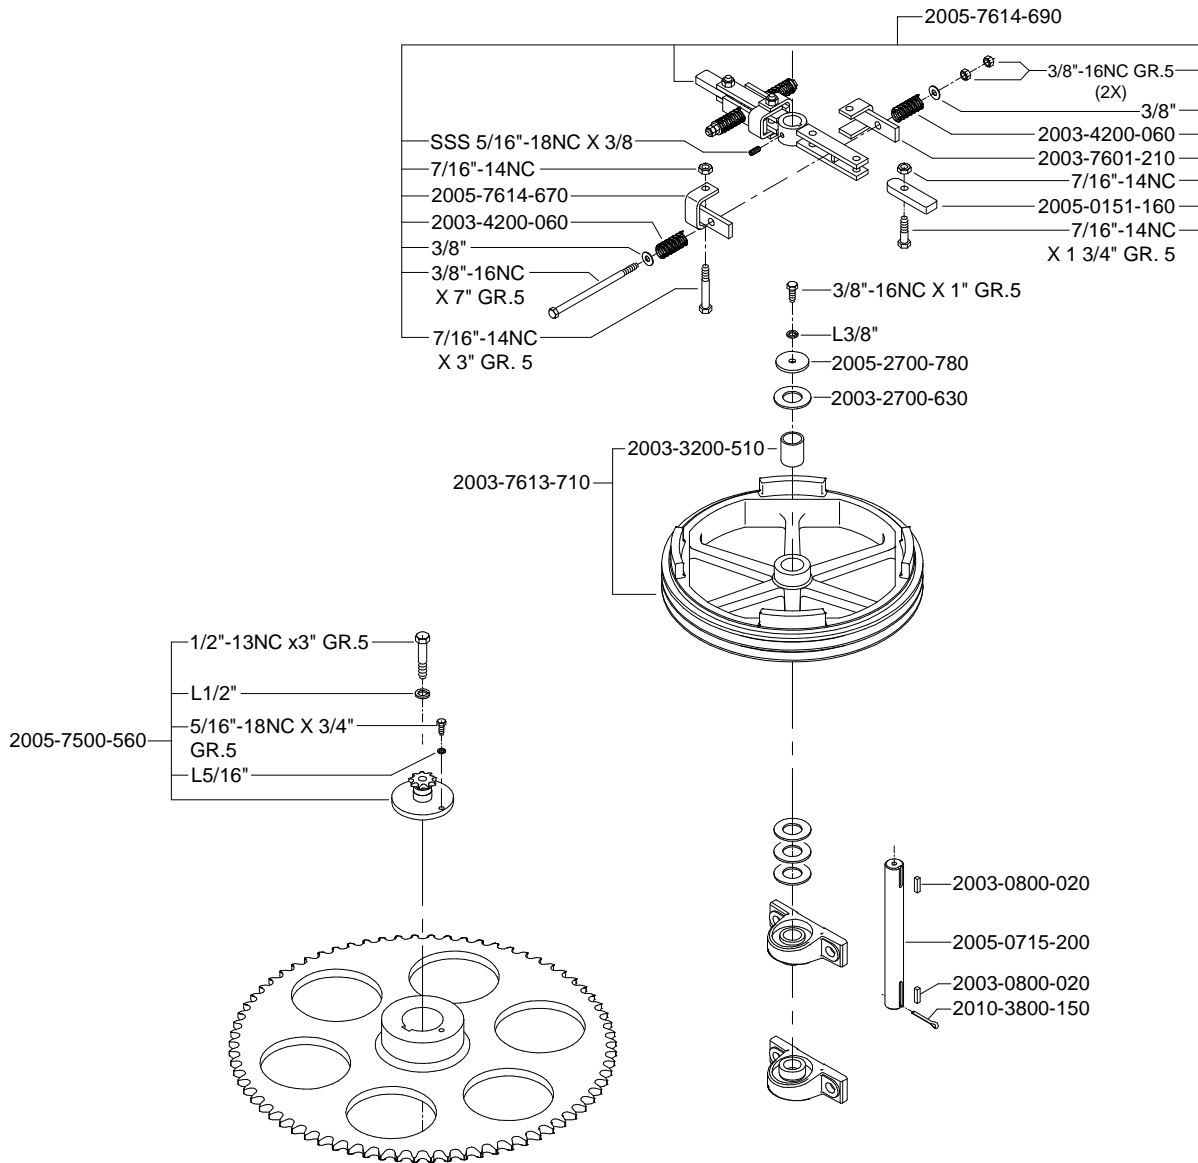 2005-7614-690
3/8"-16NC GR.5
(2X)
3/8"
2003-4200-060
2003-7601-210
7/16"-14NC
2005-0151-160
7/16"-14NC
X 1 3/4" GR. 5
SSS 5/16"-18NC X 3/8
7/16"-14NC
2005-7614-670
2003-4200-060
3/8"
3/8"-16NC
X 7" GR.5
7/16"-14NC
X 3" GR. 5
3/8"-16NC X 1" GR.5
L3/8"
2005-2700-780
2003-2700-630
2003-3200-510
2003-7613-710
1/2"-13NC x3" GR.5
L1/2"
2005-7500-560
5/16"-18NC X 3/4"
GR.5
L5/16"
2003-0800-020
2005-0715-200
2003-0800-020
2010-3800-150